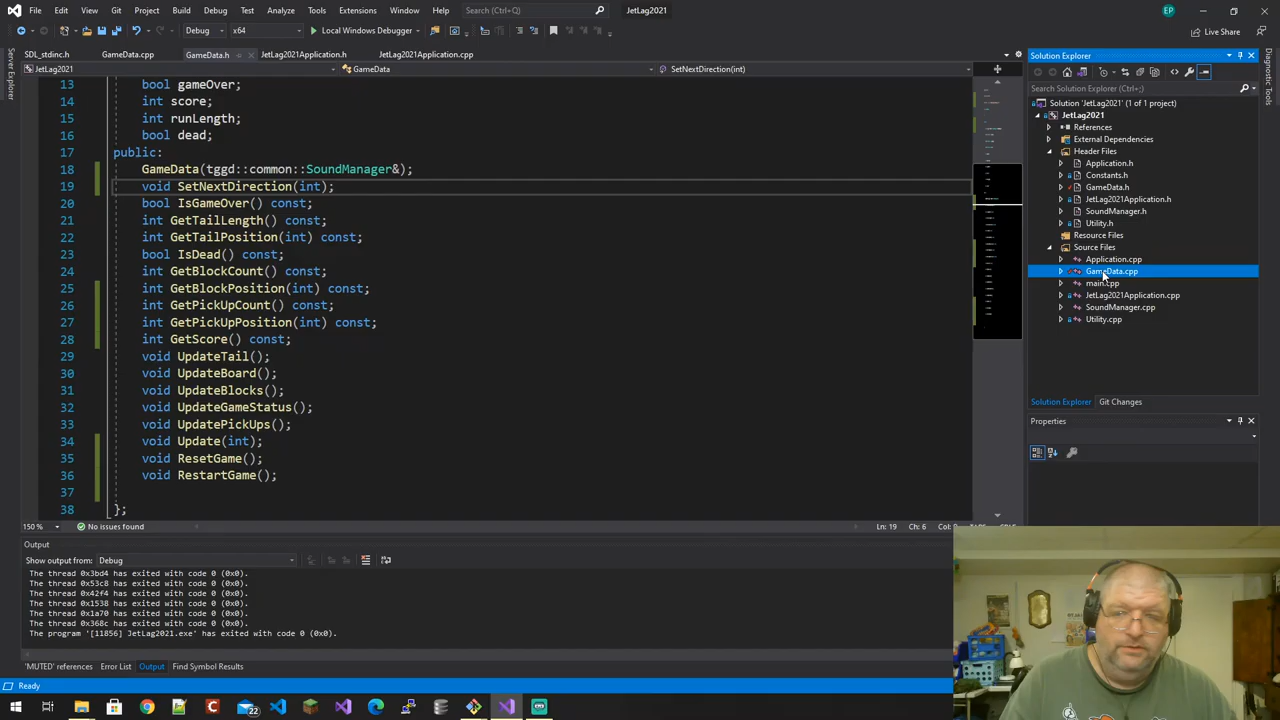 File Edit View Git Project Build Debug Test Analyze Tools Extensions Window Help Search (Ctrl+Q) JetLag2021 EP
Debug x64 Local Windows Debugger Live Share
SDL_stdinc.h GameData.cpp GameData.h JetLag2021Application.h JetLag2021Application.cpp
JetLag2021 GameData SetNextDirection(int)
13 bool gameOver;
14 int score;
15 int runLength;
16 bool dead;
17 public:
18 GameData(tggd::common::SoundManager&);
19 void SetNextDirection(int);
20 bool IsGameOver() const;
21 int GetTailLength() const;
22 int GetTailPosition(int) const;
23 bool IsDead() const;
24 int GetBlockCount() const;
25 int GetBlockPosition(int) const;
26 int GetPickUpCount() const;
27 int GetPickUpPosition(int) const;
28 int GetScore() const;
29 void UpdateTail();
30 void UpdateBoard();
31 void UpdateBlocks();
32 void UpdateGameStatus();
33 void UpdatePickUps();
34 void Update(int);
35 void ResetGame();
36 void RestartGame();
37
38 };
150 % No issues found Ln: 19 Ch: 6
Output
Show output from: Debug
The thread 0x3bd4 has exited with code 0 (0x0).
The thread 0x53c8 has exited with code 0 (0x0).
The thread 0x42f4 has exited with code 0 (0x0).
The thread 0x1538 has exited with code 0 (0x0).
The thread 0x1a70 has exited with code 0 (0x0).
The thread 0x368c has exited with code 0 (0x0).
The program '[11856] JetLag2021.exe' has exited with code 0 (0x0).
'MUTED' references Error List Output Find Symbol Results
Ready
22
Server Explorer
Solution Explorer
Search Solution Explorer (Ctrl+;)
Solution 'JetLag2021' (1 of 1 project)
JetLag2021
References
External Dependencies
Header Files
Application.h
Constants.h
GameData.h
JetLag2021Application.h
SoundManager.h
Utility.h
Resource Files
Source Files
Application.cpp
GameData.cpp
main.cpp
JetLag2021Application.cpp
SoundManager.cpp
Utility.cpp
Solution Explorer Git Changes
Properties
Diagnostic Tools